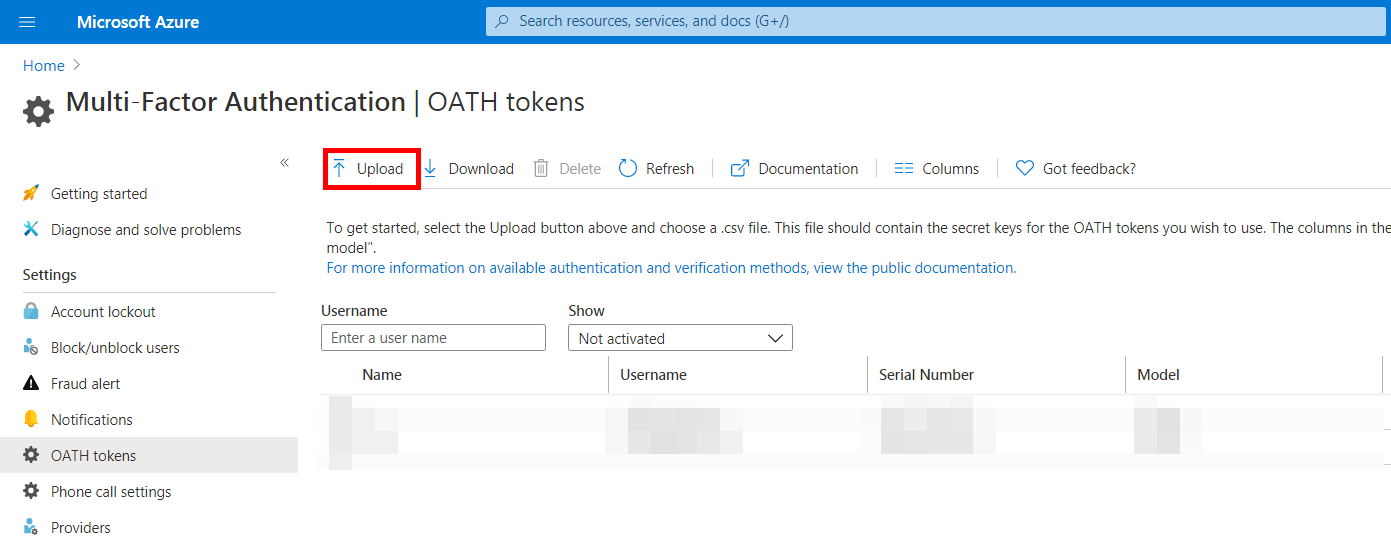 Microsoft Azure
Search resources, services, and docs (G+/)
Home
Multi-Factor Authentication | OATH tokens
Upload
Download
Delete
Refresh
Documentation
Columns
Got feedback?
Getting started
Diagnose and solve problems
Settings
Account lockout
Block/unblock users
Fraud alert
Notifications
OATH tokens
Phone call settings
Providers
To get started, select the Upload button above and choose a .csv file. This file should contain the secret keys for the OATH tokens you wish to use. The columns in the
model".
For more information on available authentication and verification methods, view the public documentation.
Username
Show
Enter a user name
Not activated
Name
Username
Serial Number
Model